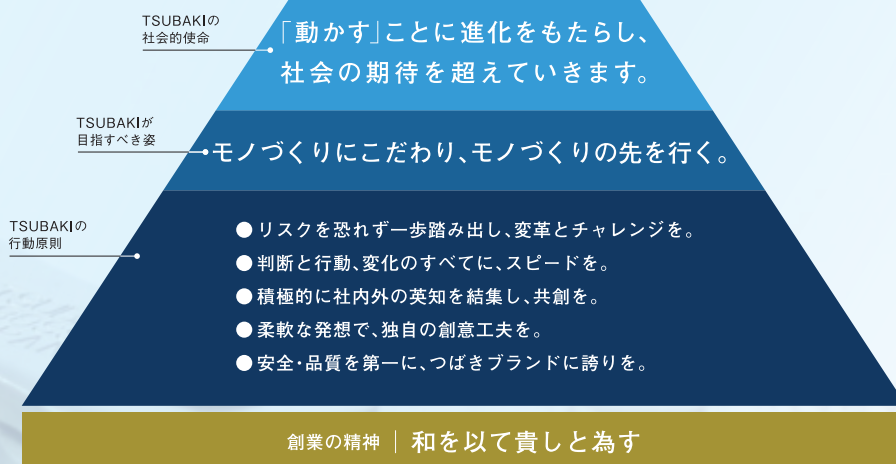 TSUBAKIの
社会的使命
「動かす」ことに進化をもたらし、
社会の期待を超えていきます。
TSUBAKIが
目指すべき姿
モノづくりにこだわり、モノづくりの先を行く。
TSUBAKIの
行動原則
●リスクを恐れず一歩踏み出し、変革とチャレンジを。
●判断と行動、変化のすべてに、スピードを。
●積極的に社内外の英知を結集し、共創を。
●柔軟な発想で、独自の創意工夫を。
●安全・品質を第一に、つばきブランドに誇りを。
創業の精神｜和を以て貴しと為す